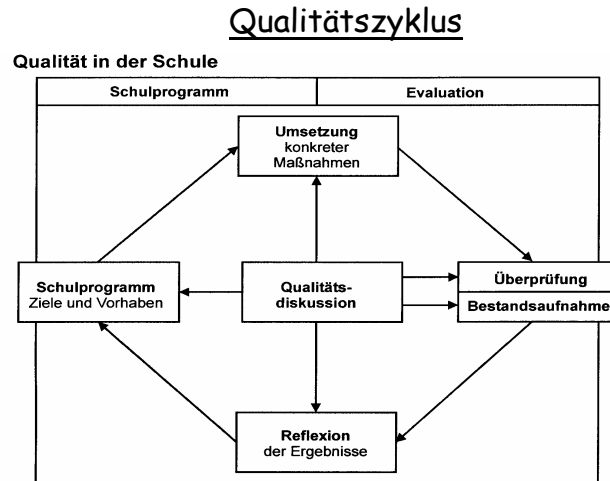 Qualitätszyklus
Qualität in der Schule
Schulprogramm
Evaluation
Umsetzung
konkreter
Maßnahmen
Schulprogramm
Ziele und Vorhaben
Qualitäts-
diskussion
Überprüfung
Bestandsaufnahme
Reflexion
der Ergebnisse